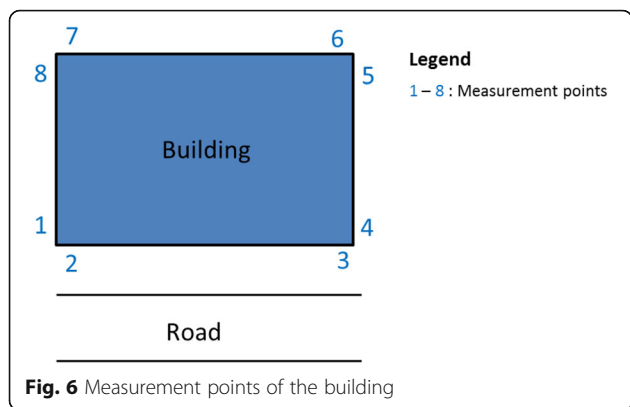 7 6
Legend
8 5
1 – 8 : Measurement points
Building
1 4
2 3
Road
Fig. 6 Measurement points of the building